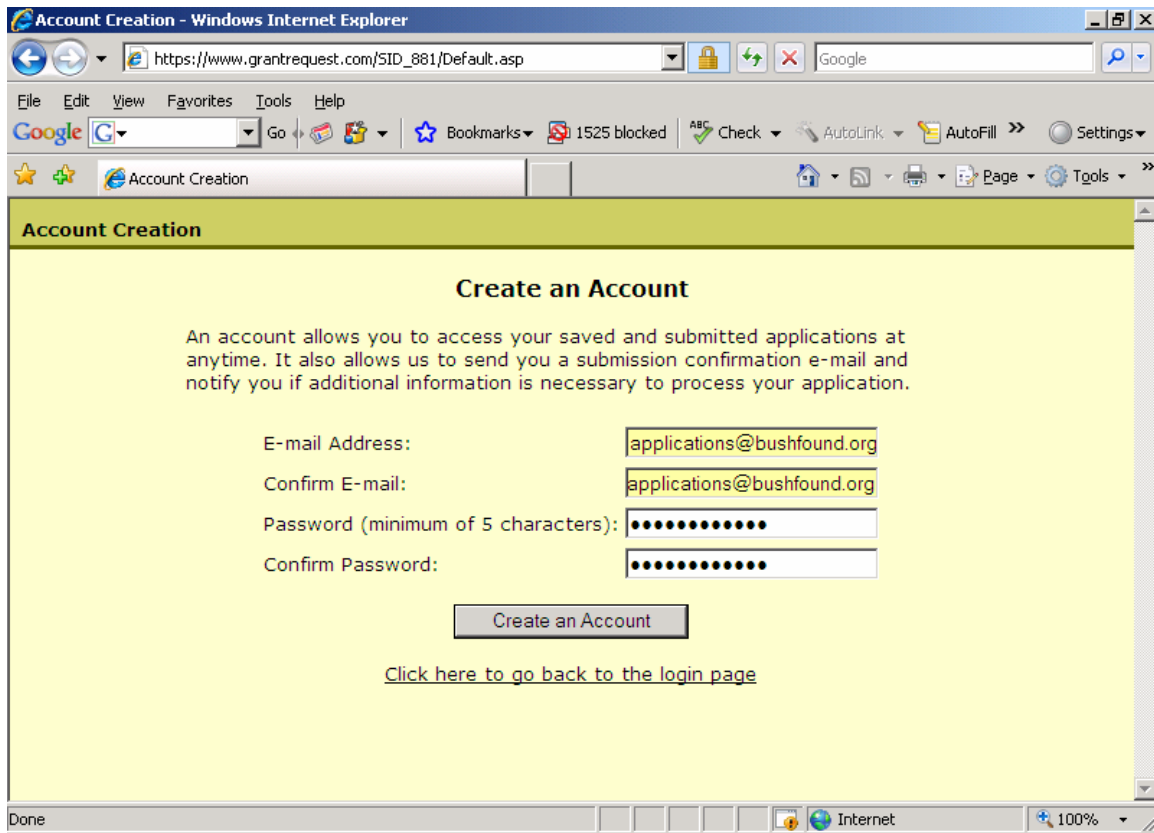 Account Creation - Windows Internet Explorer
https://www.grantrequest.com/SID_881/Default.asp
Google
File Edit View Favorites Tools Help
Google G Go Bookmarks 1525 blocked ABC Check AutoLink AutoFill » Settings
Account Creation Page Tools »
Account Creation
Create an Account
An account allows you to access your saved and submitted applications at
anytime. It also allows us to send you a submission confirmation e-mail and
notify you if additional information is necessary to process your application.
E-mail Address: applications@bushfound.org
Confirm E-mail: applications@bushfound.org
Password (minimum of 5 characters): ••••••••••••
Confirm Password: ••••••••••••
Create an Account
Click here to go back to the login page
Done Internet 100%